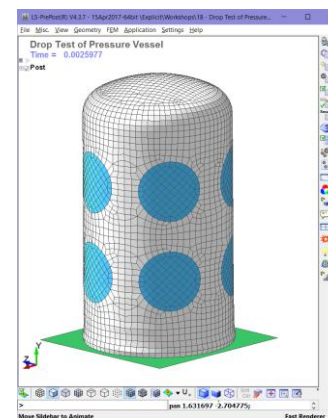 LS-PrePost(R) V4.3.7 - 15Apr2017-64bit \Explicit\Workshops\18 - Drop Test of Pressure...
File Misc. View Geometry FEM Application Settings Help
Drop Test of Pressure Vessel
Time = 0.0025977
Post
Y
Z
X
>
pan 1.631697 -2.704775;
Move Sldebar to Animate
Fast Renderer